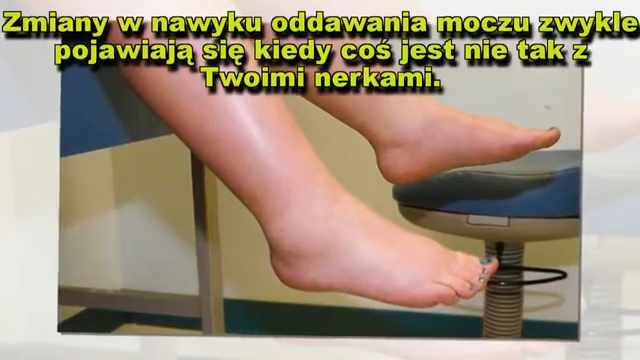 Zmiany w nawyku oddawania moczu zwykle
pojawiają się kiedy coś jest nie tak z
Twoimi nerkami.